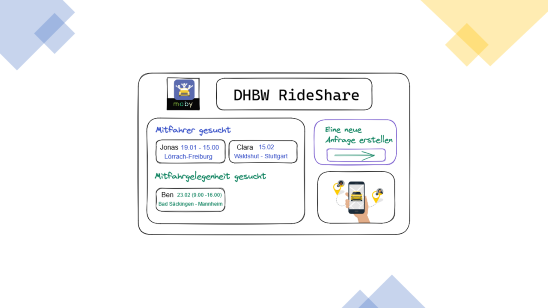 moby
DHBW RideShare
Mitfahrer gesucht
Jonas 19.01 - 15.00
Lörrach-Freiburg
Clara 15.02
Waldshut - Stuttgart
Mitfahrgelegenheit gesucht
Ben 23.02 (9.00 -16.00)
Bad Säckingen - Mannheim
Eine neue
Anfrage erstellen